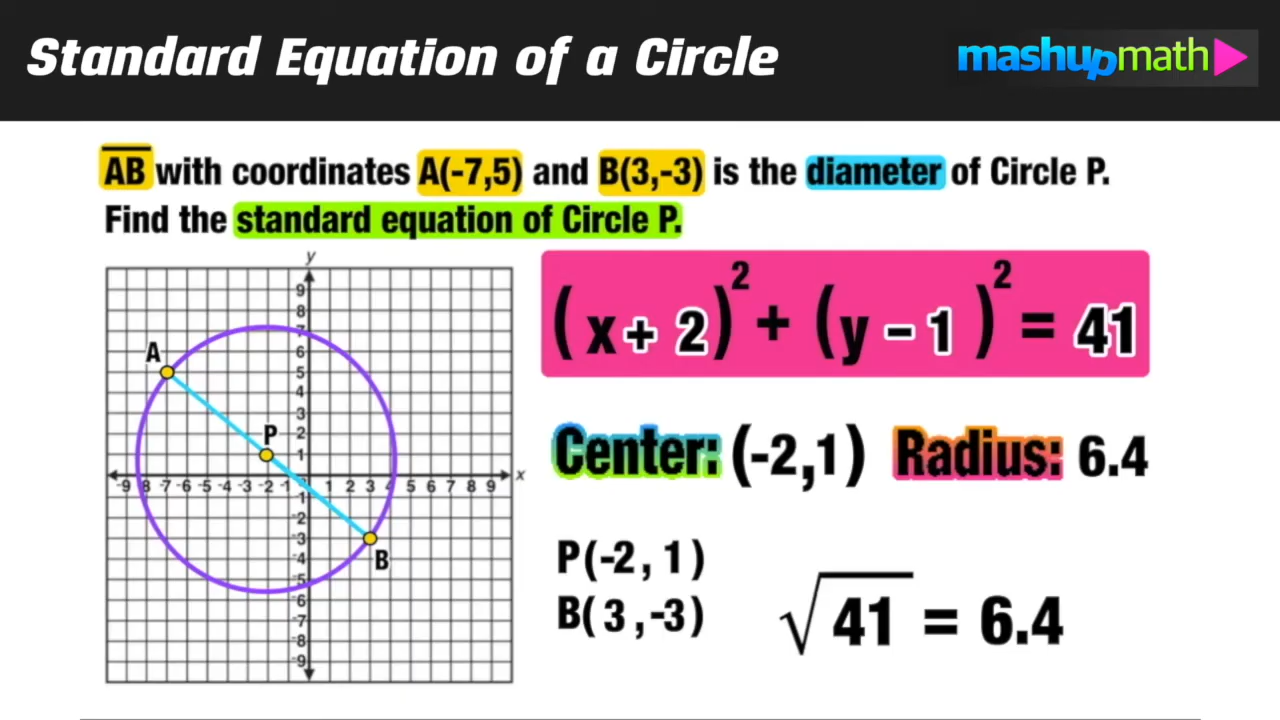 Standard Equation of a Circle
mashupmath
AB with coordinates A(-7,5) and B(3,-3) is the diameter of Circle P.
Find the standard equation of Circle P.
y
9
8
7
6
5
4
3
2
1
-9 8 -7 -6 -5 -4 -3 -2 -1 1 2 3 4 5 6 7 8 9 x
-1
-2
-3
-4
-5
-6
-7
-8
-9
A
P
B
(x + 2)² + (y − 1)² = 41
Center: (-2,1) Radius: 6.4
P(-2, 1)
B(3, -3)
√41 = 6.4